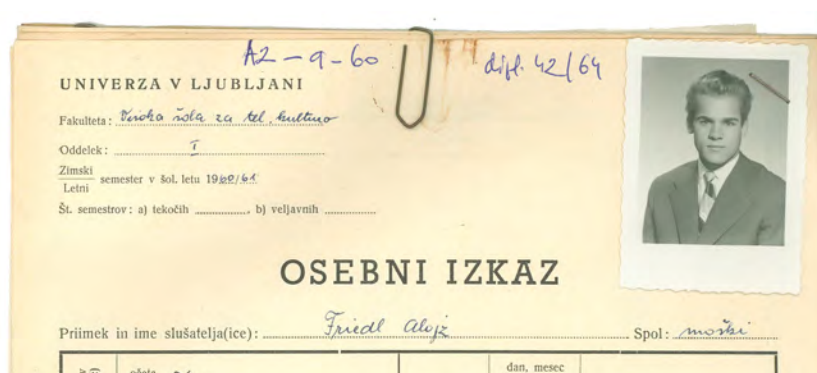 A2-9-60
dipl. 42/64
UNIVERZA V LJUBLJANI
Fakulteta: Visoka šola za tel. kulturo
Oddelek: I
Zimski
Letni semester v šol. letu 1960/61
Št. semestrov: a) tekočih, b) veljavnih
OSEBNI IZKAZ
Priimek in ime slušatelja(ice): Friedl Alojz Spol: moški
očeta
dan, mesec